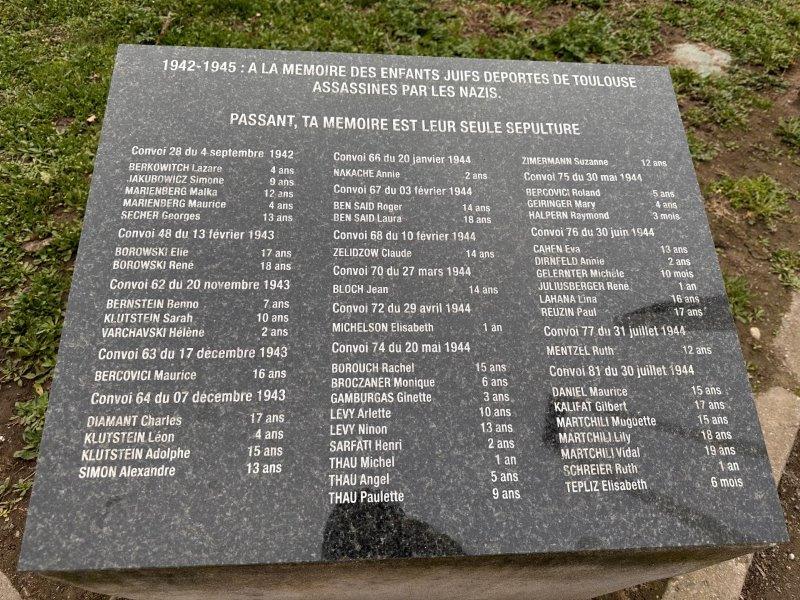 1942-1945 : A LA MEMOIRE DES ENFANTS JUIFS DEPORTES DE TOULOUSE
ASSASSINES PAR LES NAZIS.
PASSANT, TA MEMOIRE EST LEUR SEULE SEPULTURE
Convoi 28 du 4 septembre 1942
BERKOWITCH Lazare 4 ans
JAKUBOWICZ Simone 9 ans
MARIENBERG Malka 12 ans
MARIENBERG Maurice 4 ans
SECHER Georges 13 ans
Convoi 48 du 13 février 1943
BOROWSKI Elie 17 ans
BOROWSKI René 18 ans
Convoi 62 du 20 novembre 1943
BERNSTEIN Benno 7 ans
KLUTSTEIN Sarah 10 ans
VARCHAVSKI Hélène 2 ans
Convoi 63 du 17 décembre 1943
BERCOVICI Maurice 16 ans
Convoi 64 du 07 décembre 1943
DIAMANT Charles 17 ans
KLUTSTEIN Léon 4 ans
KLUTSTEIN Adolphe 15 ans
SIMON Alexandre 13 ans
Convoi 66 du 20 janvier 1944
NAKACHE Annie 2 ans
Convoi 67 du 03 février 1944
BEN SAID Roger 14 ans
BEN SAID Laura 18 ans
Convoi 68 du 10 février 1944
ZELIDZOW Claude 14 ans
Convoi 70 du 27 mars 1944
BLOCH Jean 14 ans
Convoi 72 du 29 avril 1944
MICHELSON Elisabeth 1 an
Convoi 74 du 20 mai 1944
BOROUCH Rachel 15 ans
BROCZANER Monique 6 ans
GAMBURGAS Ginette 3 ans
LEVY Arlette 10 ans
LEVY Ninon 13 ans
SARFATI Henri 2 ans
THAU Michel 1 an
THAU Angel 5 ans
THAU Paulette 9 ans
ZIMERMANN Suzanne 12 ans
Convoi 75 du 30 mai 1944
BERCOVICI Roland 5 ans
GEIRINGER Mary 4 ans
HALPERN Raymond 3 mois
Convoi 76 du 30 juin 1944
CAHEN Eva 13 ans
DIRNFELD Annie 2 ans
GELERNTER Michèle 10 mois
JULIUSBERGER René 1 an
LAHANA Lina 16 ans
REUZIN Paul 17 ans
Convoi 77 du 31 juillet 1944
MENTZEL Ruth 12 ans
Convoi 81 du 30 juillet 1944
DANIEL Maurice 15 ans
KALIFAT Gilbert 17 ans
MARTCHILI Muguette 15 ans
MARTCHILI Lily 18 ans
MARTCHILI Vidal 19 ans
SCHREIER Ruth 1 an
TEPLIZ Elisabeth 6 mois